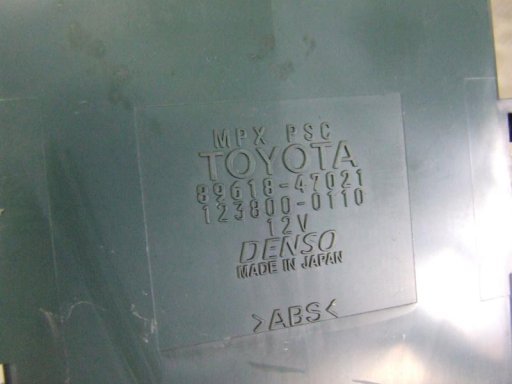 MPX PSC
TOYOTA
89618-47021
123800-0110
12V
DENSO
MADE IN JAPAN
>ABS<